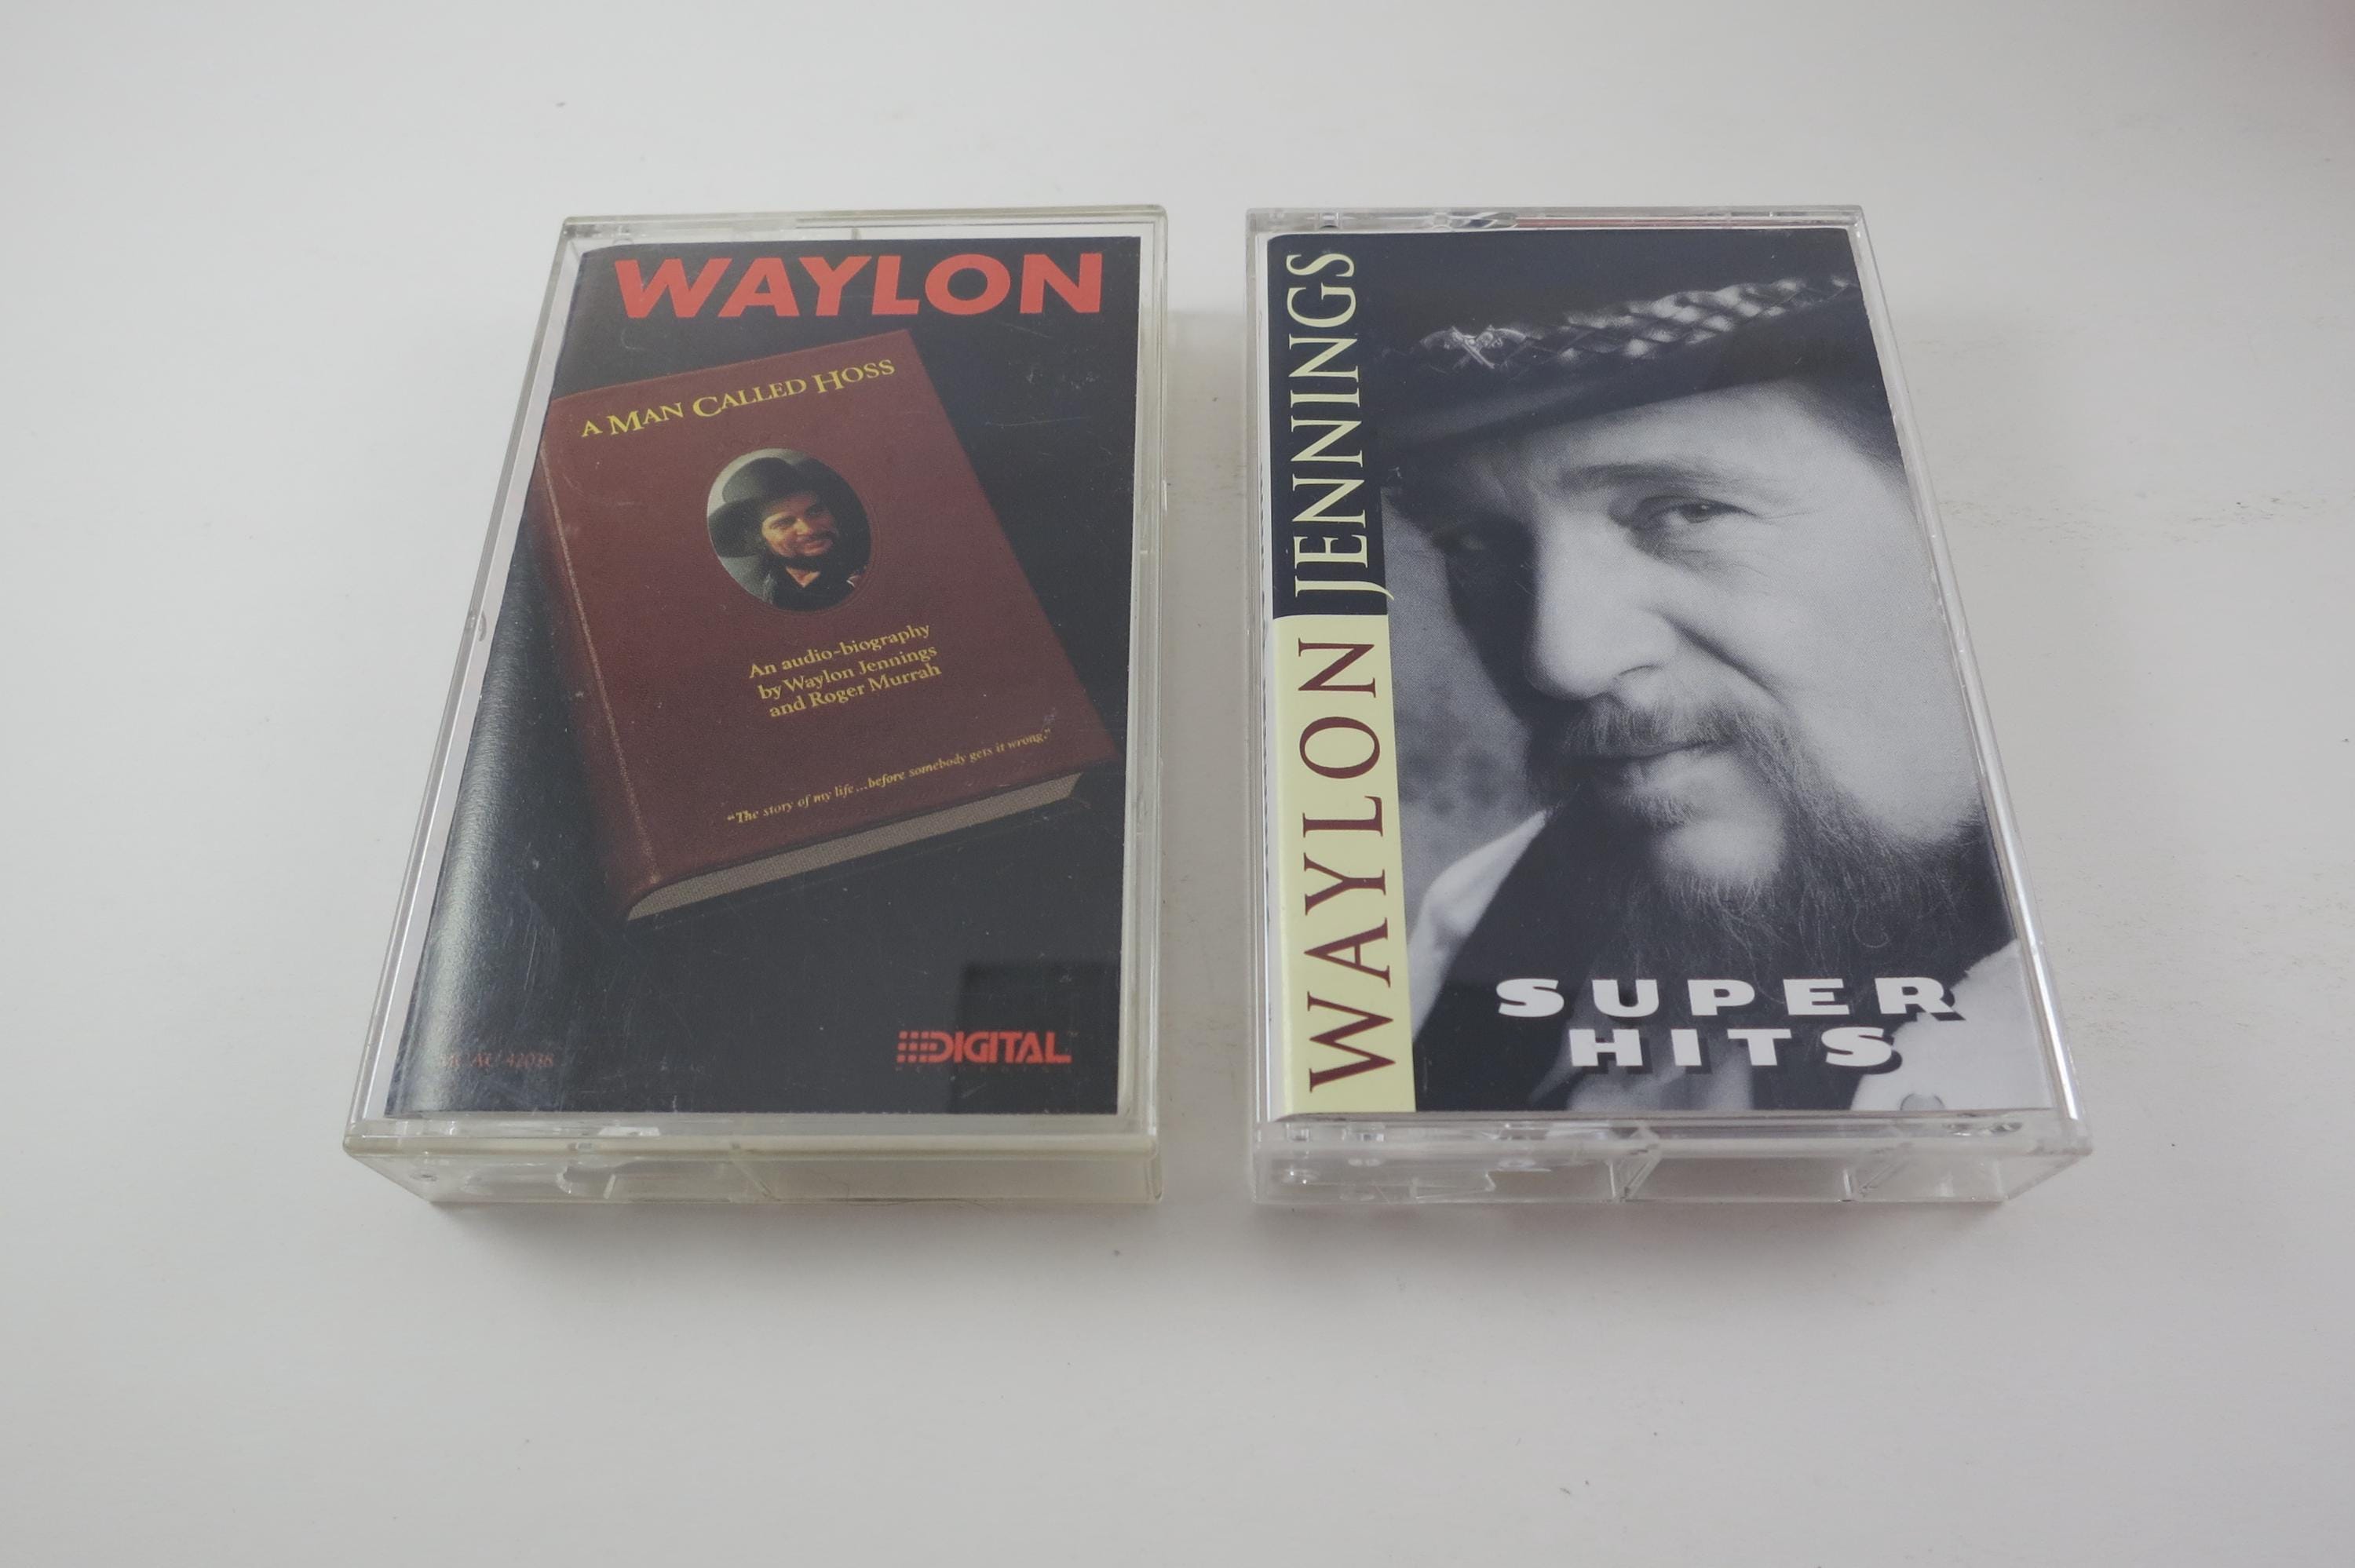 WAYLON
A MAN CALLED HOSS
An audio-biography
by Waylon Jennings
and Roger Murrah
"The story of my life...before somebody gets it wrong."
DIGITAL
WAYLON JENNINGS
SUPER
HITS